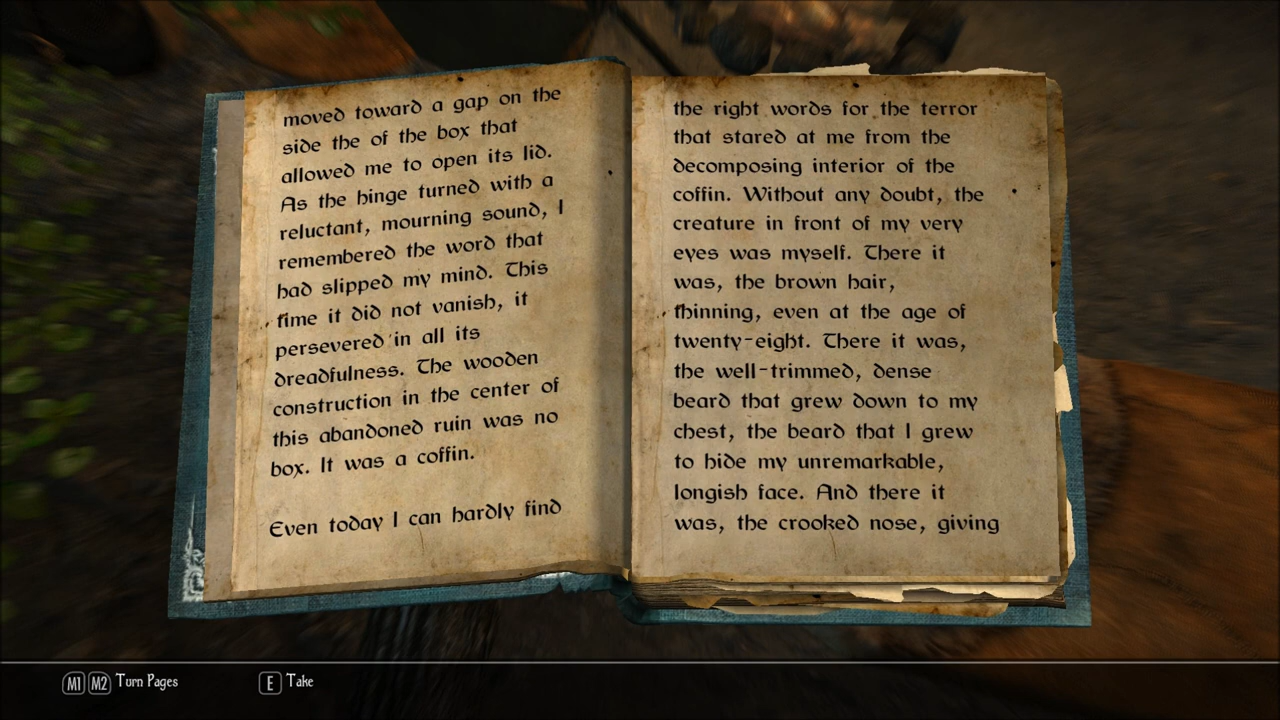 moved toward a gap on the
side the of the box that
allowed me to open its lid.
As the hinge turned with a
reluctant, mourning sound, I
remembered the word that
had slipped my mind. This
time it did not vanish, it
persevered in all its
dreadfulness. The wooden
construction in the center of
this abandoned ruin was no
box. It was a coffin.
Even today I can hardly find
the right words for the terror
that stared at me from the
decomposing interior of the
coffin. Without any doubt, the
creature in front of my very
eyes was myself. There it
was, the brown hair,
thinning, even at the age of
twenty-eight. There it was,
the well-trimmed, dense
beard that grew down to my
chest, the beard that I grew
to hide my unremarkable,
longish face. And there it
was, the crooked nose, giving
M1 M2 Turn Pages
E Take